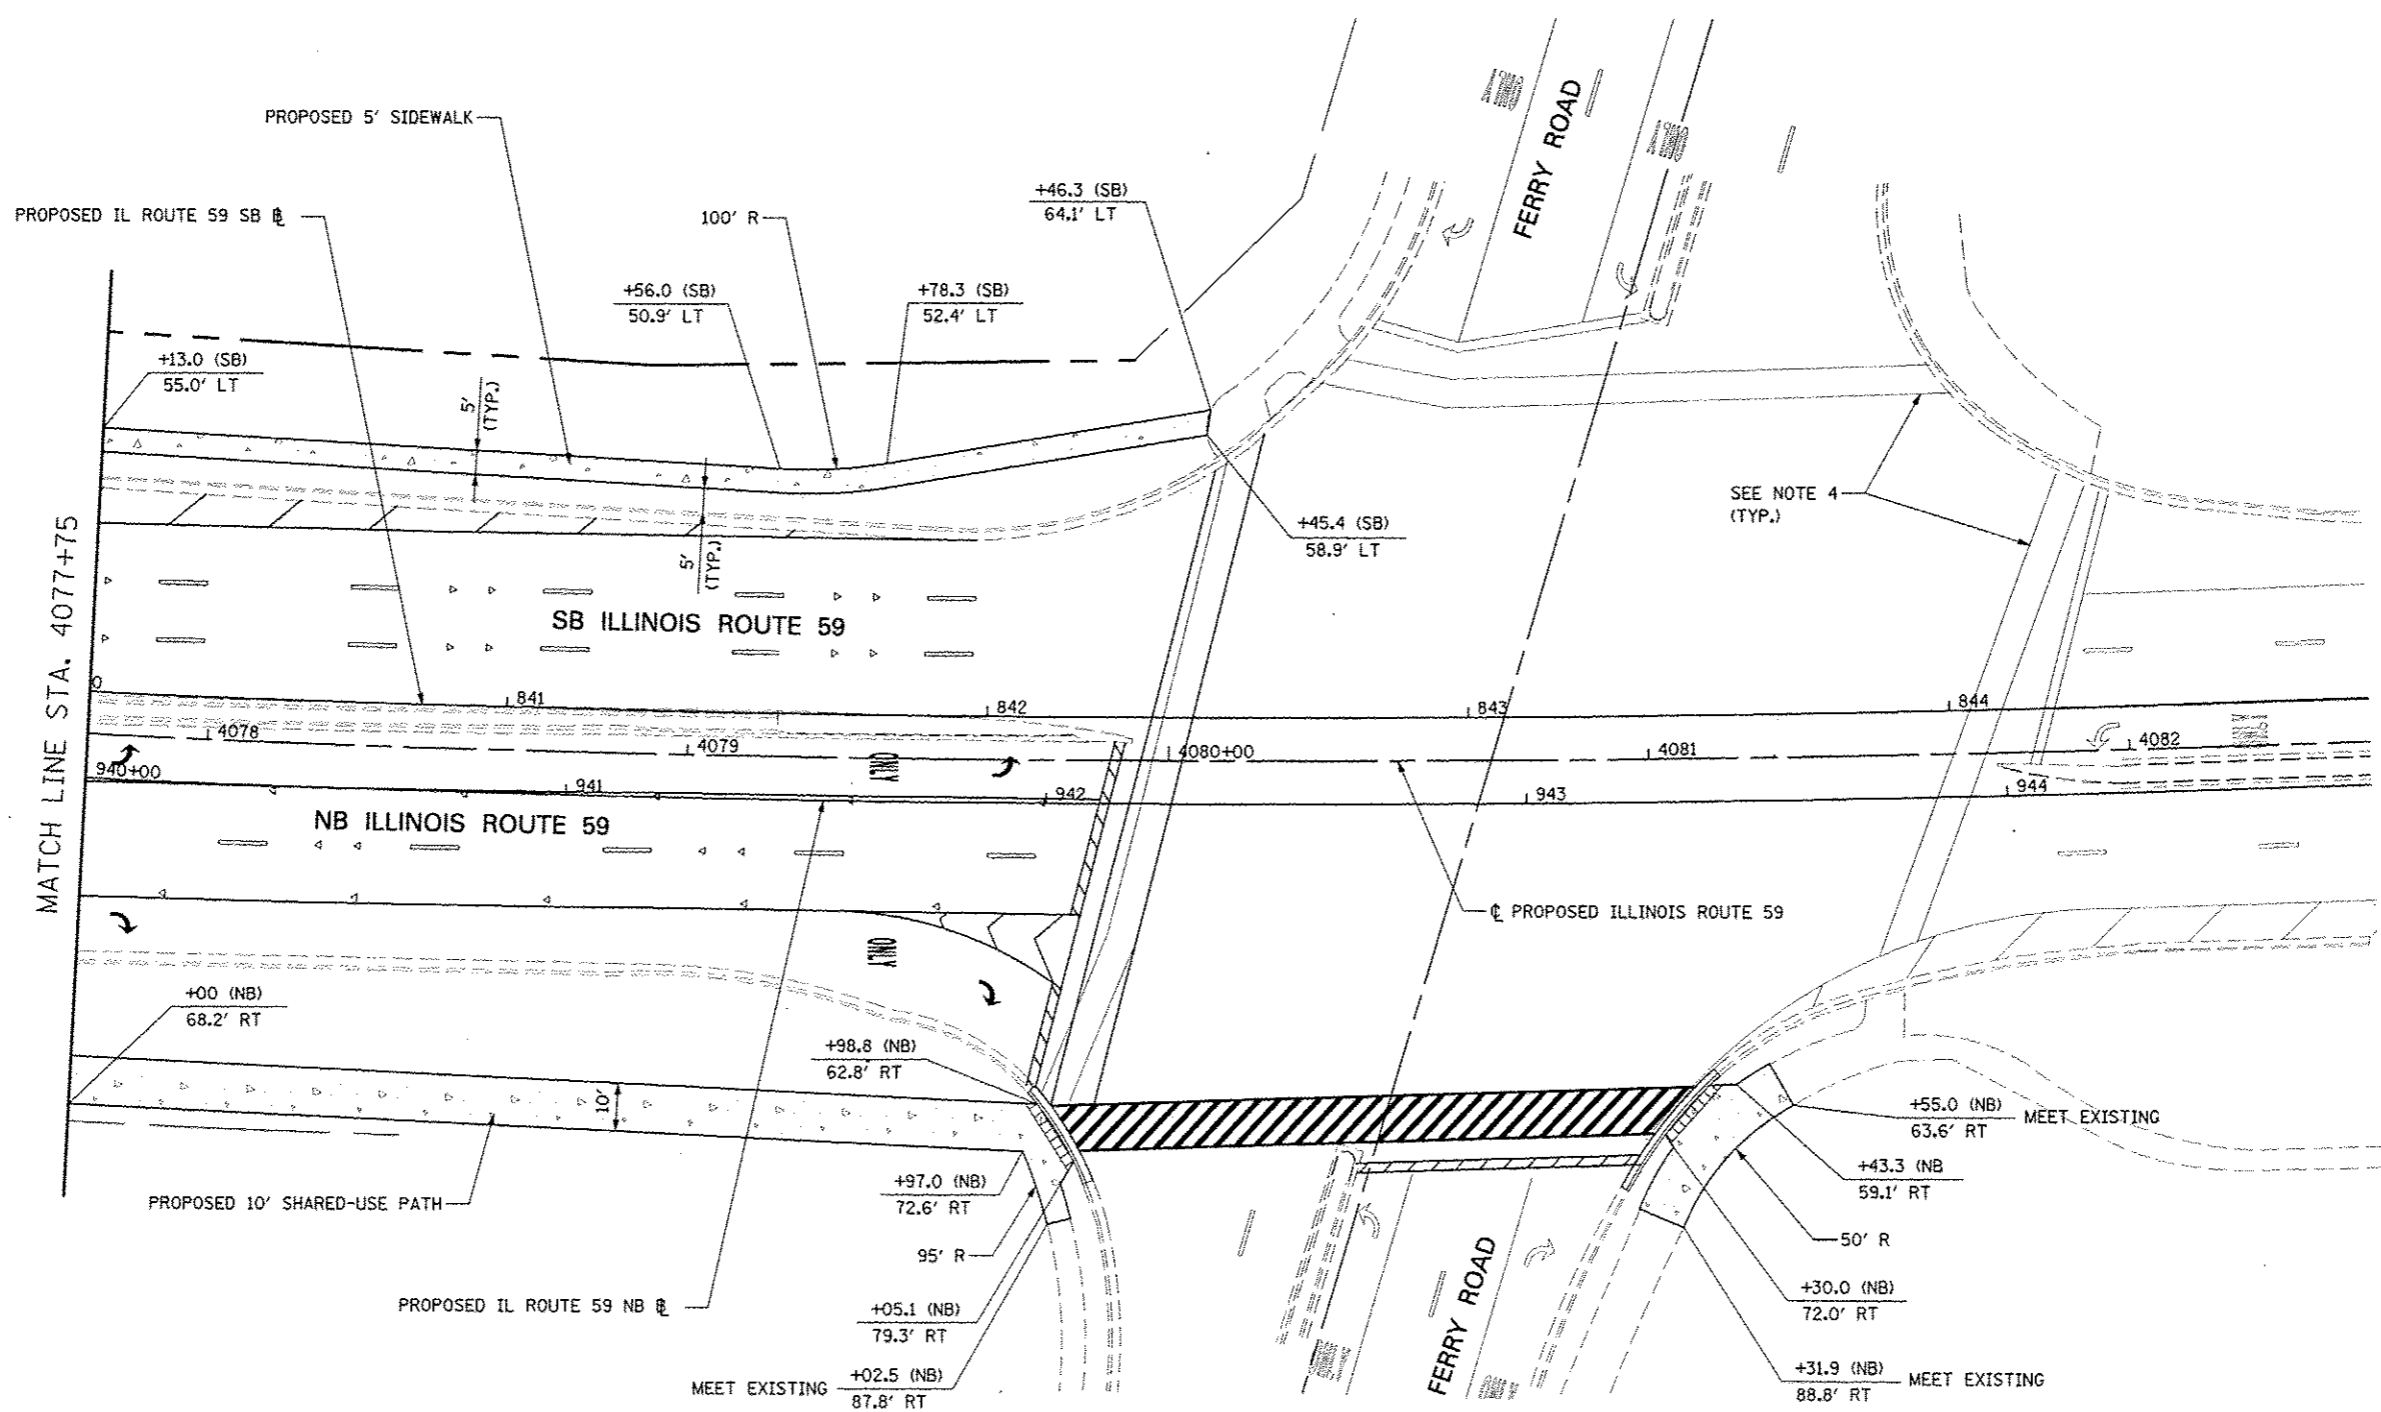 PROPOSED 5' SIDEWALK
PROPOSED IL ROUTE 59 SB ⅊
100' R
+46.3 (SB)
64.1' LT
FERRY ROAD
+56.0 (SB)
50.9' LT
+78.3 (SB)
52.4' LT
+13.0 (SB)
55.0' LT
5'
(TYP.)
5'
(TYP.)
+45.4 (SB)
58.9' LT
SEE NOTE 4
(TYP.)
MATCH LINE STA. 4077+75
SB ILLINOIS ROUTE 59
0
841
842
843
844
4078
4079
4080+00
4081
4082
ONLY
940+00
941
942
943
944
NB ILLINOIS ROUTE 59
ONLY
℄ PROPOSED ILLINOIS ROUTE 59
+00 (NB)
68.2' RT
10'
+98.8 (NB)
62.8' RT
PROPOSED 10' SHARED-USE PATH
+97.0 (NB)
72.6' RT
95' R
PROPOSED IL ROUTE 59 NB ⅊
+05.1 (NB)
79.3' RT
MEET EXISTING
+02.5 (NB)
87.8' RT
FERRY ROAD
+55.0 (NB)
63.6' RT
MEET EXISTING
+43.3 (NB
59.1' RT
50' R
+30.0 (NB)
72.0' RT
+31.9 (NB)
88.8' RT
MEET EXISTING